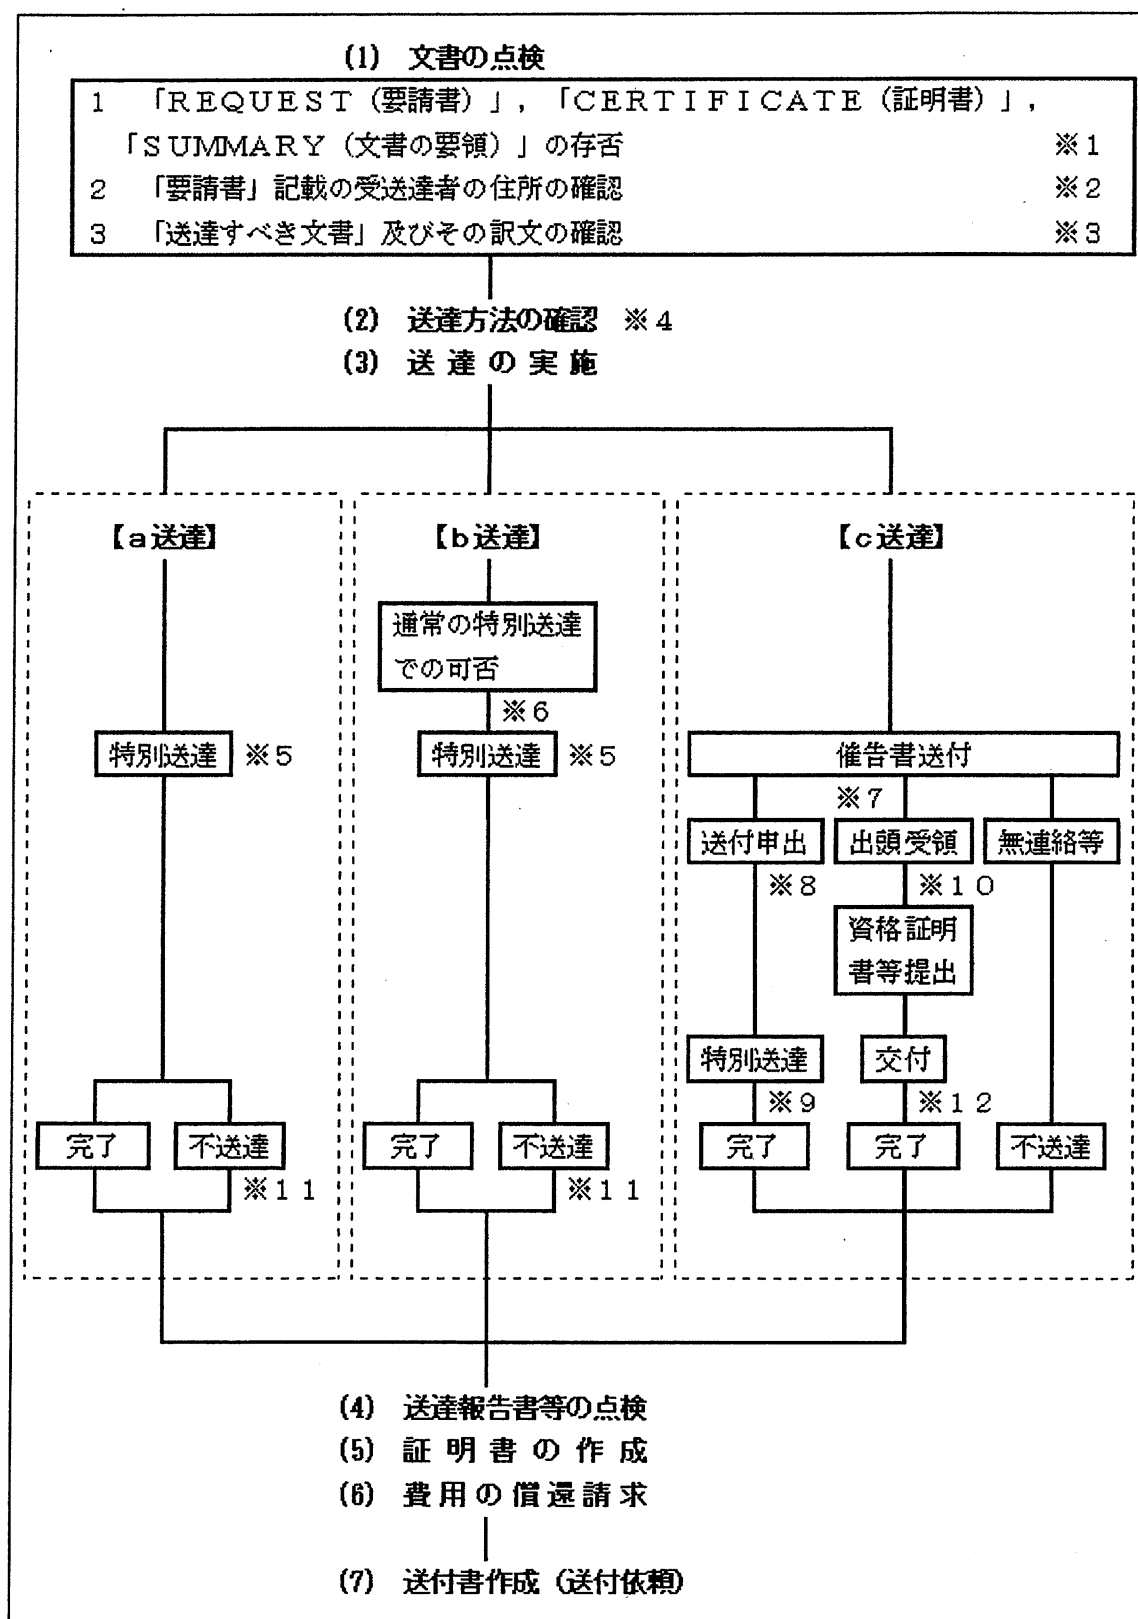 (1) 文書の点検
1 「ＲＥＱＵＥＳＴ（要請書）」，「ＣＥＲＴＩＦＩＣＡＴＥ（証明書）」，
「ＳＵＭＭＡＲＹ（文書の要領）」の存否 ※１
2 「要請書」記載の受送達者の住所の確認 ※２
3 「送達すべき文書」及びその訳文の確認 ※３
(2) 送達方法の確認 ※４
(3) 送達の実施
【ａ送達】
特別送達 ※５
完了
不送達
※１１
【ｂ送達】
通常の特別送達
での可否
※６
特別送達 ※５
完了
不送達
※１１
【ｃ送達】
催告書送付
※７
送付申出
※８
特別送達
※９
完了
出頭受領
※１０
資格証明
書等提出
交付
※１２
完了
無連絡等
不送達
(4) 送達報告書等の点検
(5) 証明書の作成
(6) 費用の償還請求
(7) 送付書作成（送付依頼）